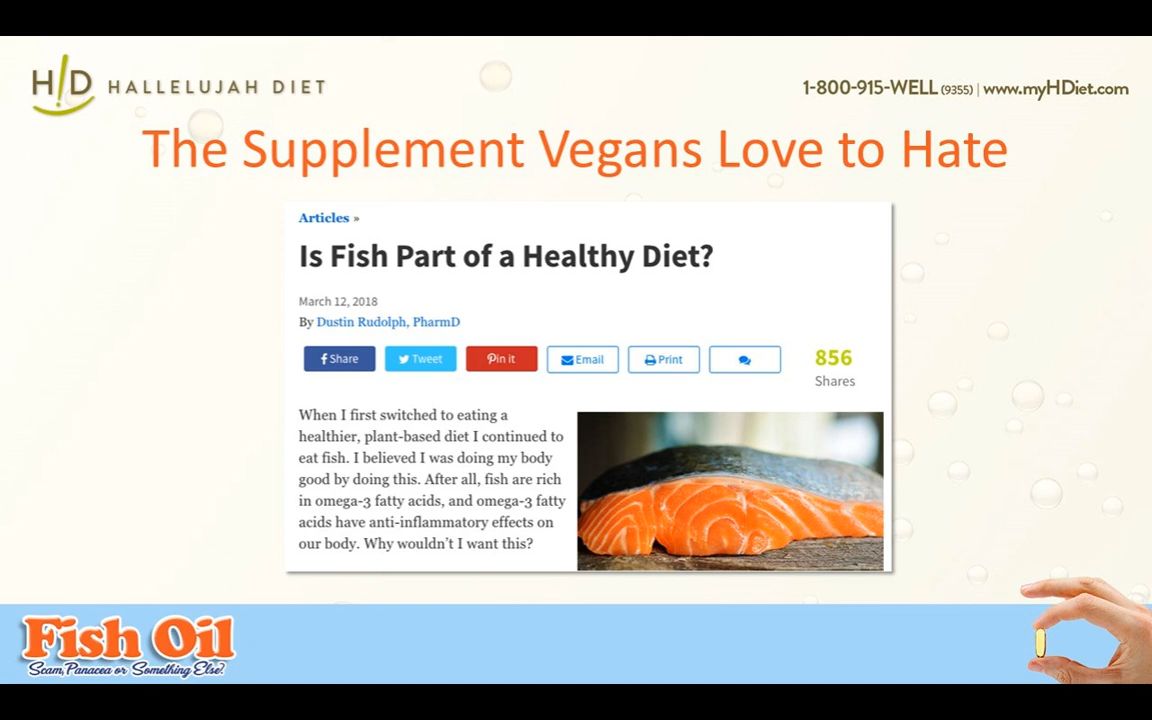 H!D HALLELUJAH DIET
1-800-915-WELL (9355) | www.myHDiet.com
The Supplement Vegans Love to Hate
Articles »
Is Fish Part of a Healthy Diet?
March 12, 2018
By Dustin Rudolph, PharmD
Share Tweet Pin it Email Print
856
Shares
When I first switched to eating a
healthier, plant-based diet I continued to
eat fish. I believed I was doing my body
good by doing this. After all, fish are rich
in omega-3 fatty acids, and omega-3 fatty
acids have anti-inflammatory effects on
our body. Why wouldn't I want this?
Fish Oil
Scam, Panacea or Something Else?